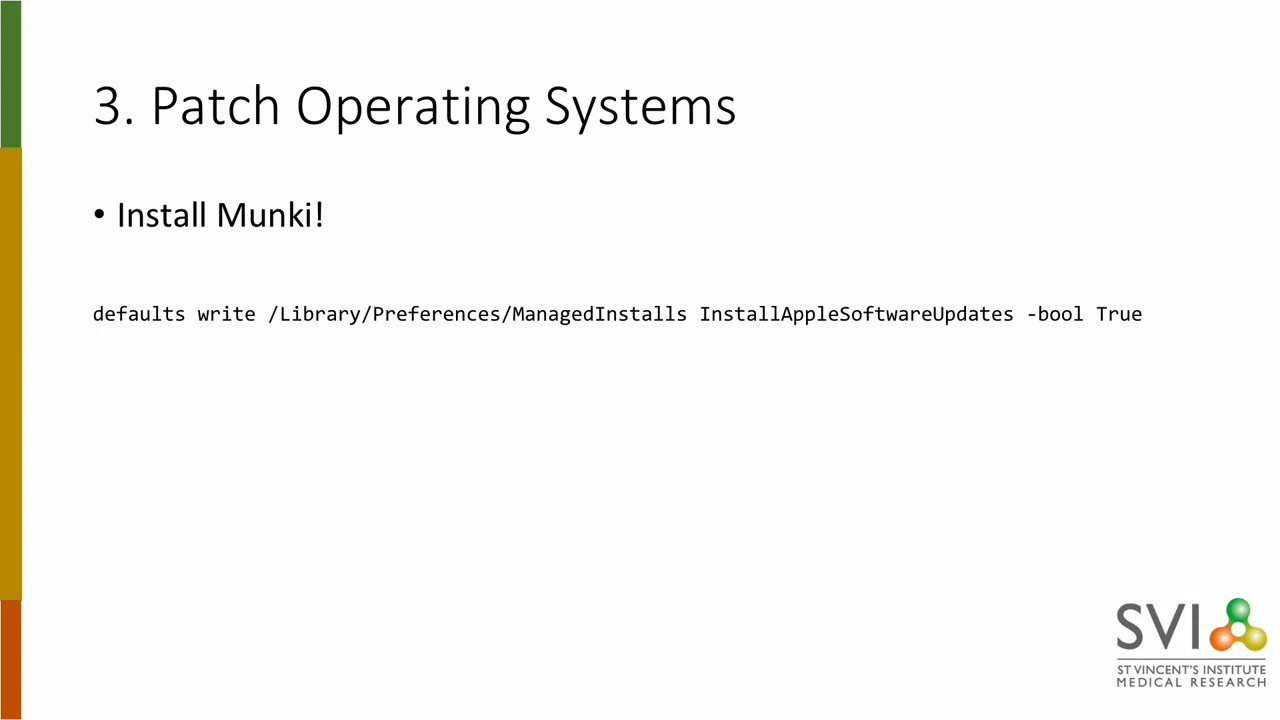 3. Patch Operating Systems
• Install Munki!
defaults write /Library/Preferences/ManagedInstalls InstallAppleSoftwareUpdates -bool True
SVI
ST VINCENT'S INSTITUTE
MEDICAL RESEARCH